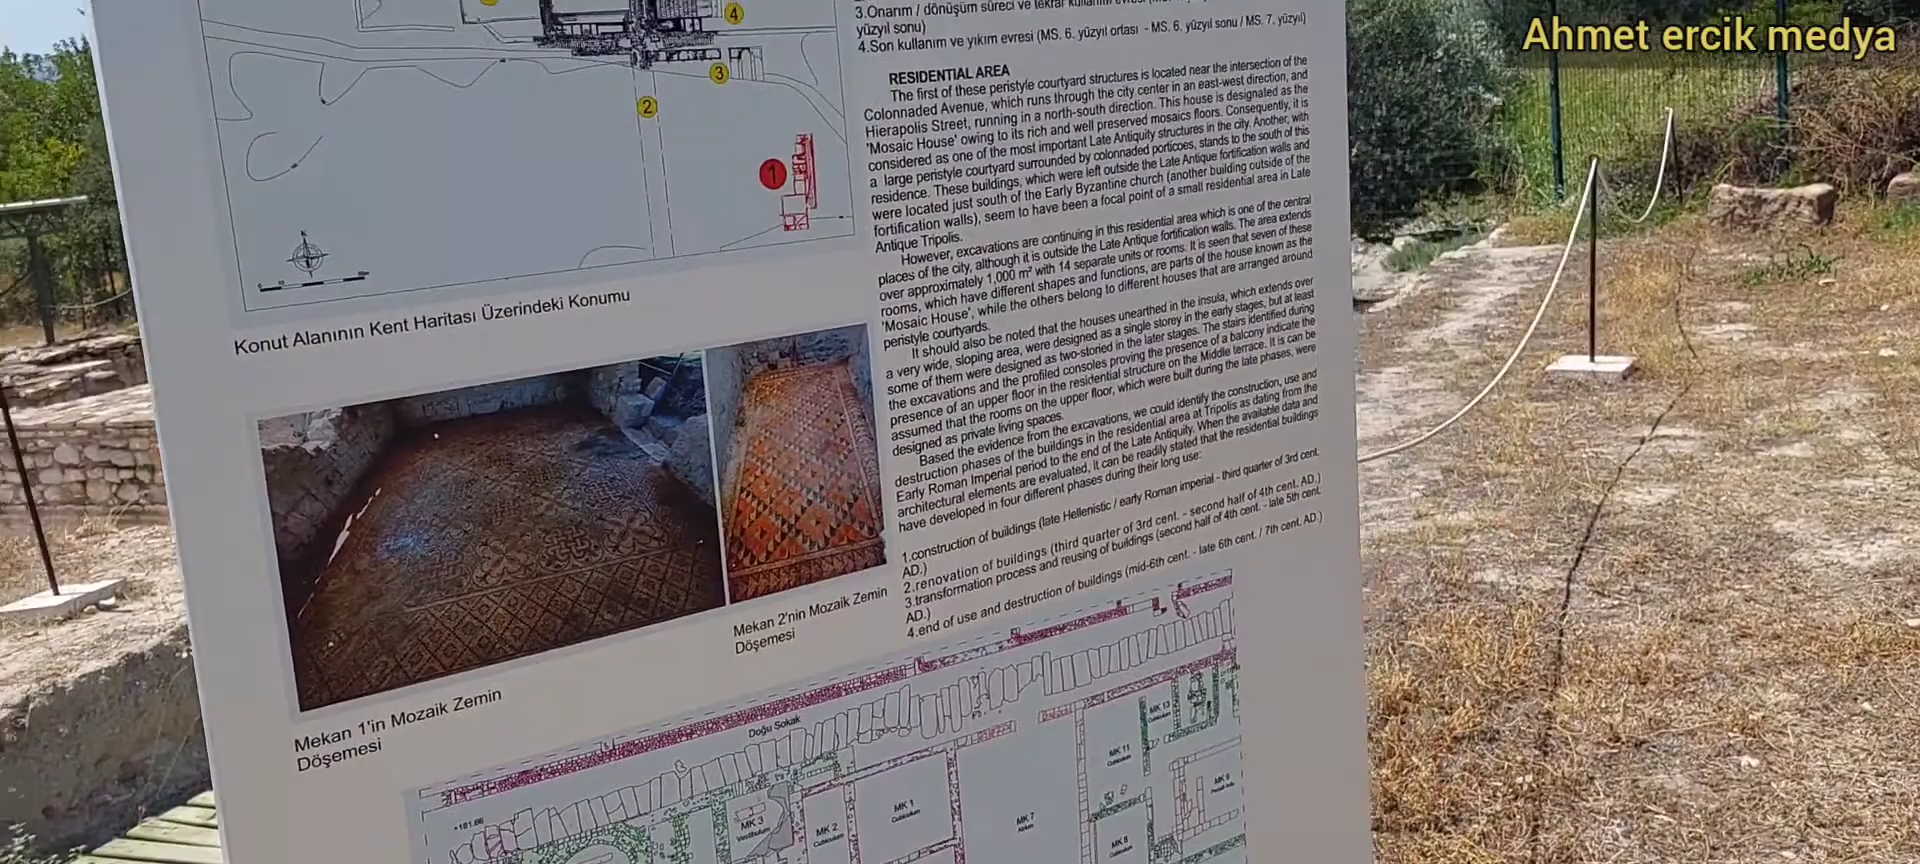 Ahmet ercik medya
4
3
2
1
Konut Alanının Kent Haritası Üzerindeki Konumu
3.Onarım / dönüşüm süreci ve tekrar kullanım
yüzyıl sonu)
4.Son kullanım ve yıkım evresi (MS. 6. yüzyıl ortası - MS. 6. yüzyıl sonu / MS. 7. yüzyıl)
RESIDENTIAL AREA
The first of these peristyle courtyard structures is located near the intersection of the
Colonnaded Avenue, which runs through the city center in an east-west direction, and
Hierapolis Street, running in a north-south direction. This house is designated as the
'Mosaic House' owing to its rich and well preserved mosaics floors. Consequently, it is
considered as one of the most important Late Antiquity structures in the city. Another, with
a large peristyle courtyard surrounded by colonnaded porticoes, stands to the south of this
residence. These buildings, which were left outside the Late Antique fortification walls and
were located just south of the Early Byzantine church (another building outside of the
fortification walls), seem to have been a focal point of a small residential area in Late
Antique Tripolis.
However, excavations are continuing in this residential area which is one of the central
places of the city, although it is outside the Late Antique fortification walls. The area extends
over approximately 1,000 m² with 14 separate units or rooms. It is seen that seven of these
rooms, which have different shapes and functions, are parts of the house known as the
'Mosaic House', while the others belong to different houses that are arranged around
peristyle courtyards.
It should also be noted that the houses unearthed in the insula, which extends over
a very wide, sloping area, were designed as a single storey in the early stages, but at least
some of them were designed as two-storied in the later stages. The stairs identified during
the excavations and the profiled consoles proving the presence of a balcony indicate the
presence of an upper floor in the residential structure on the Middle terrace. It is can be
assumed that the rooms on the upper floor, which were built during the late phases, were
designed as private living spaces.
Based on the evidence from the excavations, we could identify the construction, use and
destruction phases of the buildings in the residential area at Tripolis as dating from the
Early Roman Imperial period to the end of the Late Antiquity. When the available data and
architectural elements are evaluated, it can be readily stated that the residential buildings
have developed in four different phases during their long use:
1.construction of buildings (late Hellenistic / early Roman imperial - third quarter of 3rd cent.
AD.)
2.renovation of buildings (third quarter of 3rd cent. - second half of 4th cent. AD.)
3.transformation process and reusing of buildings (second half of 4th cent. - late 5th cent.
AD.)
4.end of use and destruction of buildings (mid-6th cent. - late 6th cent. / 7th cent. AD.)
Mekan 1'in Mozaik Zemin
Döşemesi
Mekan 2'nin Mozaik Zemin
Döşemesi
Doğu Sokak
+181.66
MK 3
Vestibulum
MK 2
Cubiculum
MK 1
Cubiculum
MK 7
Atrium
MK 11
Cubiculum
MK 13
MK 8
Cubiculum
MK 9